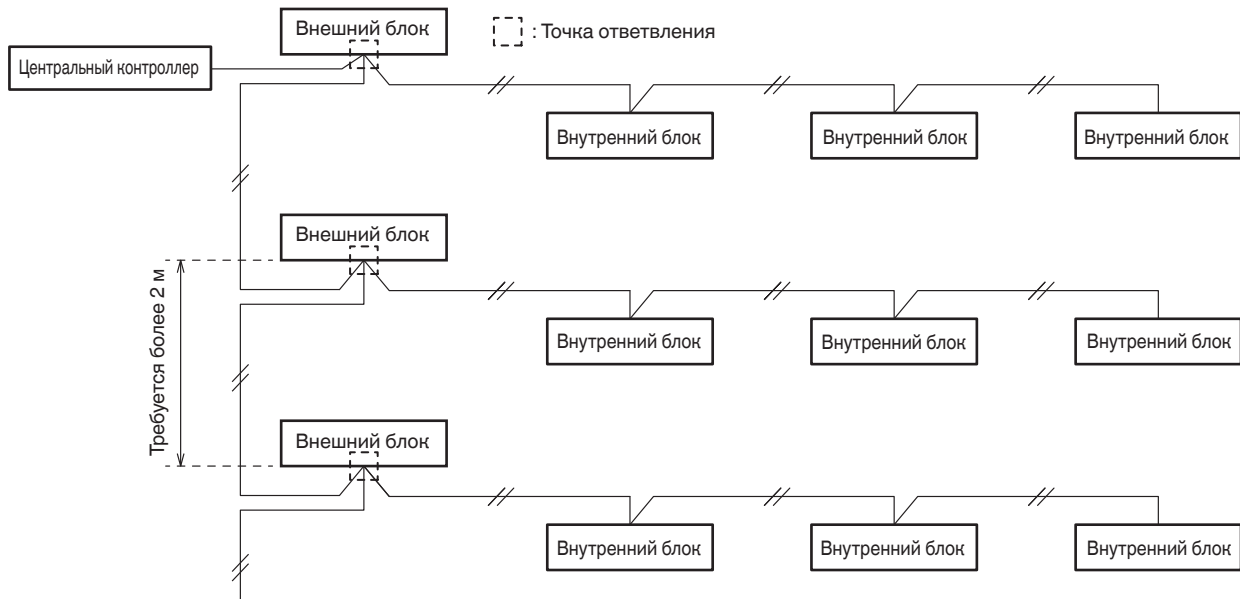 Внешний блок
: Точка ответвления
Центральный контроллер
Внутренний блок
Внутренний блок
Внутренний блок
Внешний блок
Требуется более 2 м
Внутренний блок
Внутренний блок
Внутренний блок
Внешний блок
Внутренний блок
Внутренний блок
Внутренний блок